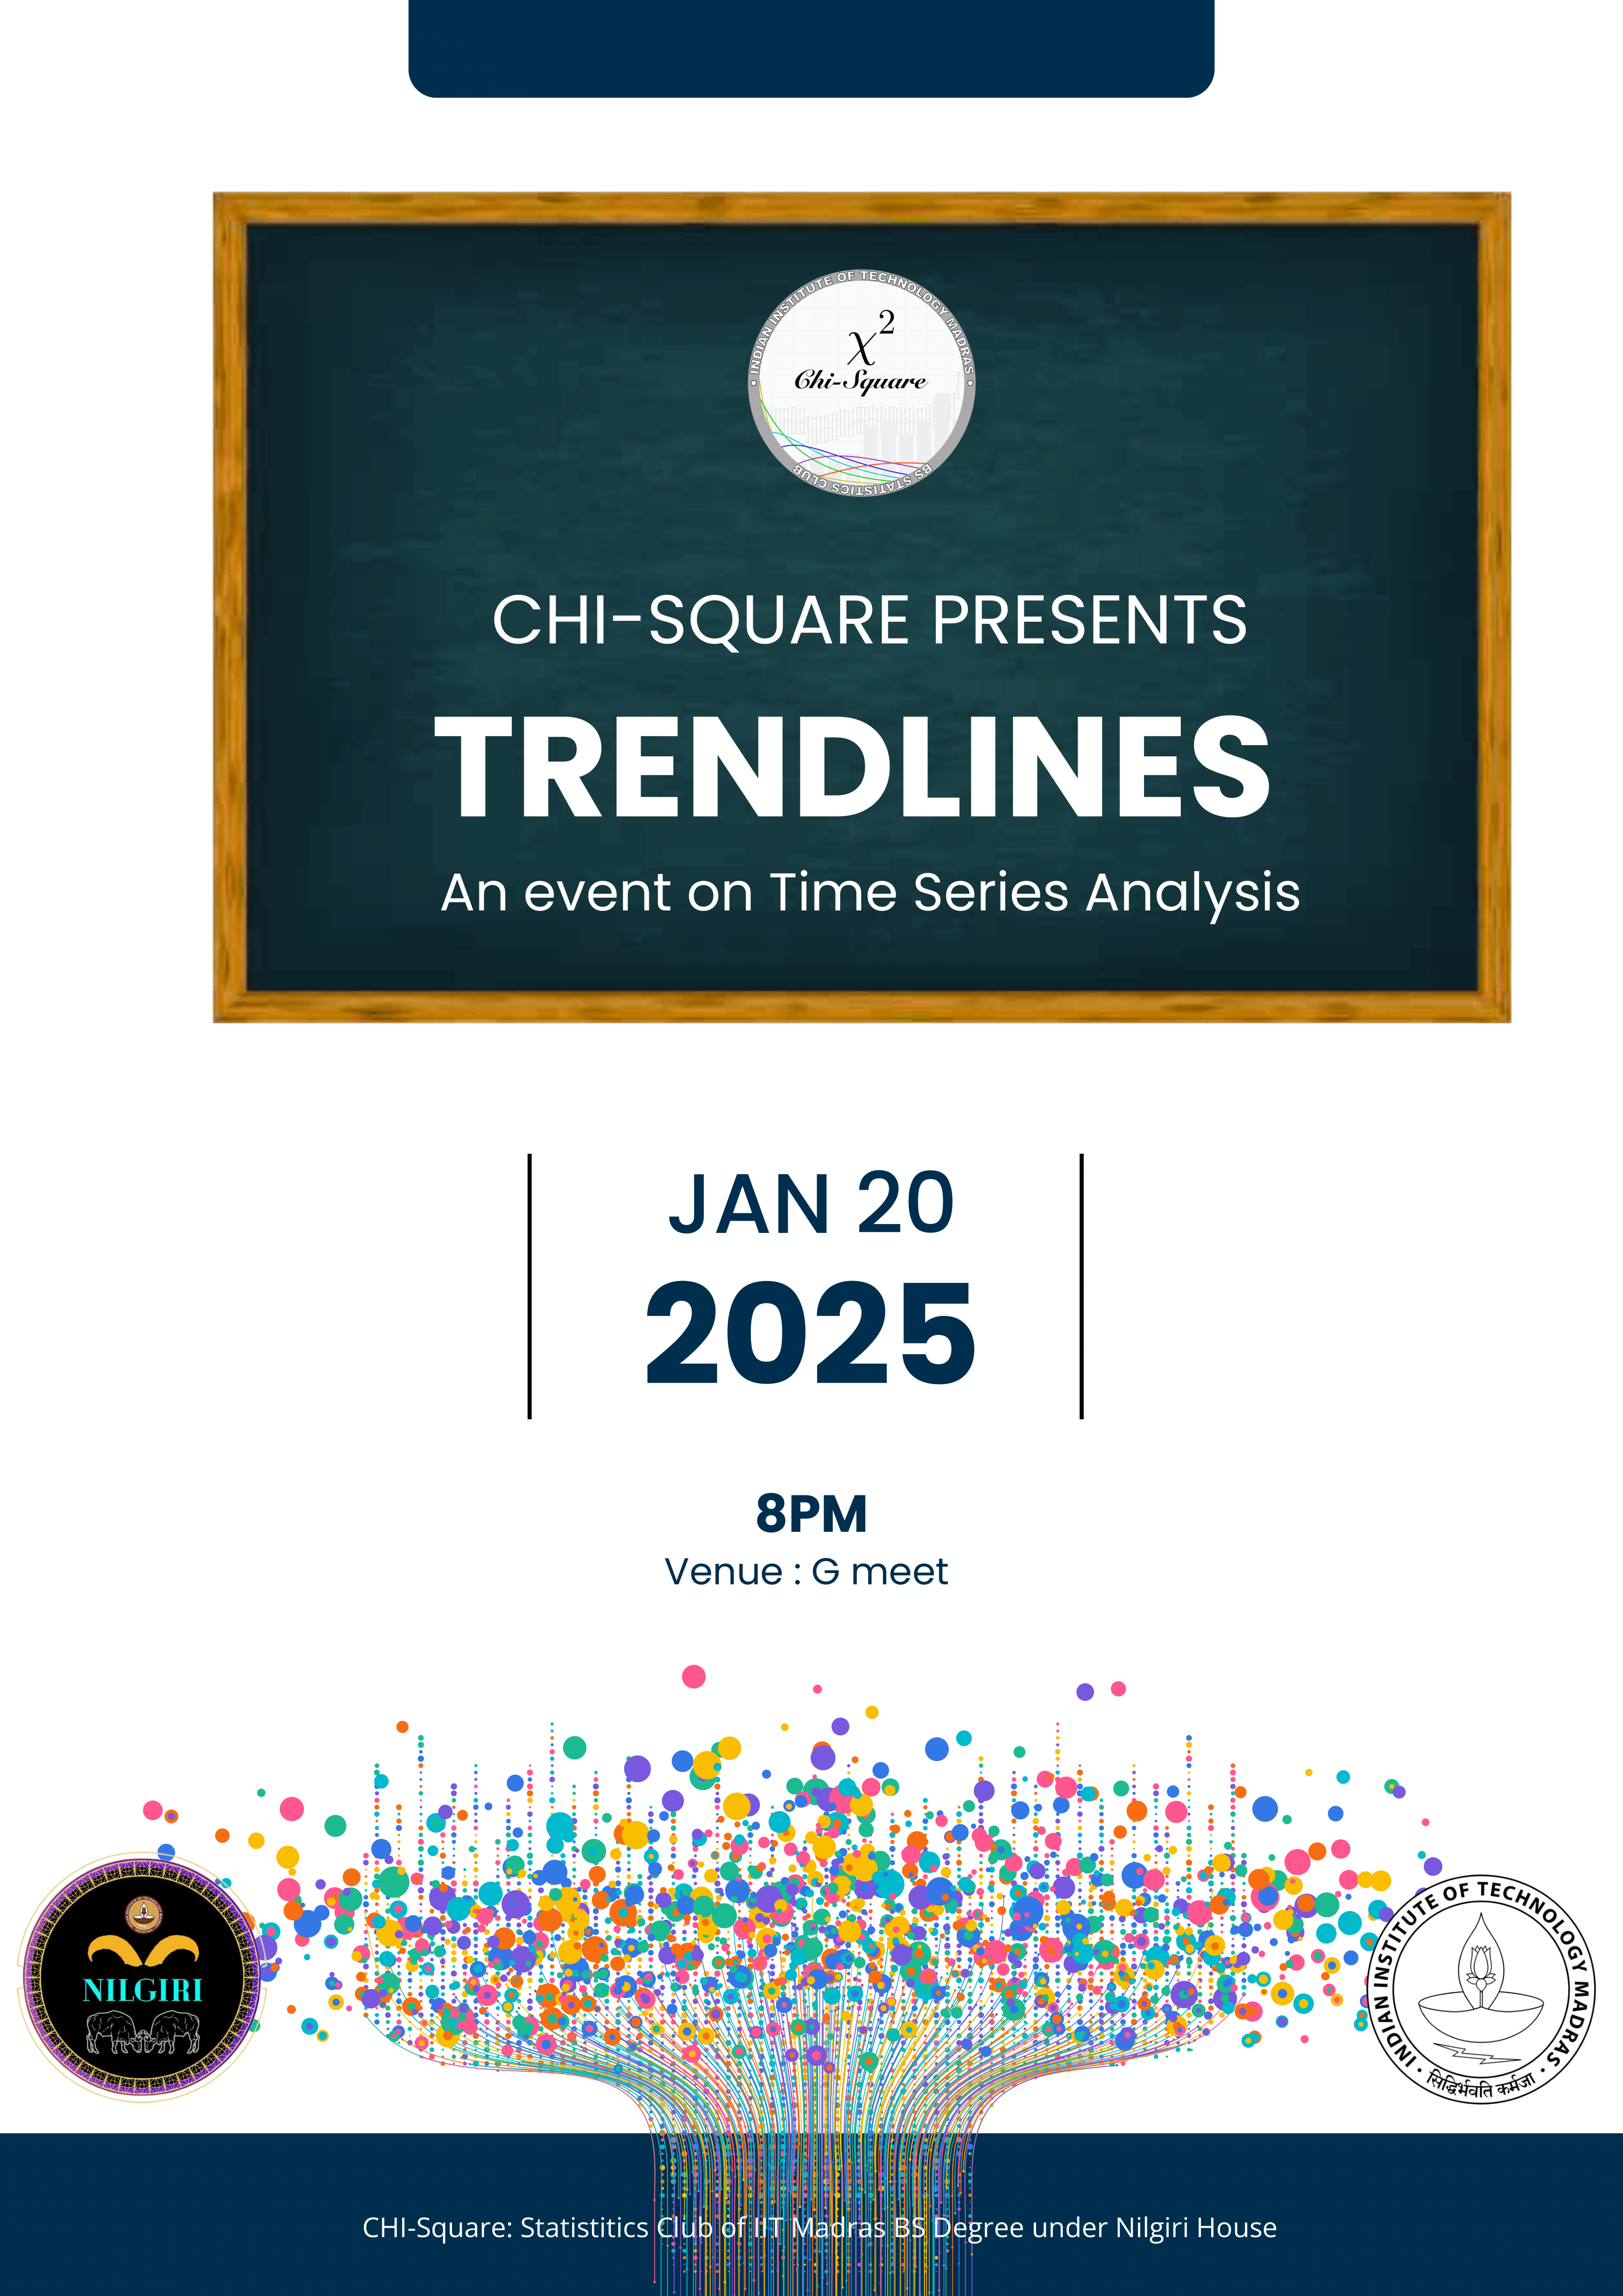 INDIAN INSTITUTE OF TECHNOLOGY MADRAS
χ2
Chi-Square
BS STATISTICS CLUB
CHI-SQUARE PRESENTS
TRENDLINES
An event on Time Series Analysis
JAN 20
2025
8PM
Venue : G meet
NILGIRI
INDIAN INSTITUTE OF TECHNOLOGY MADRAS
सिद्धिर्भवति कर्मजा
CHI-Square: Statistitics Club of IIT Madras BS Degree under Nilgiri House